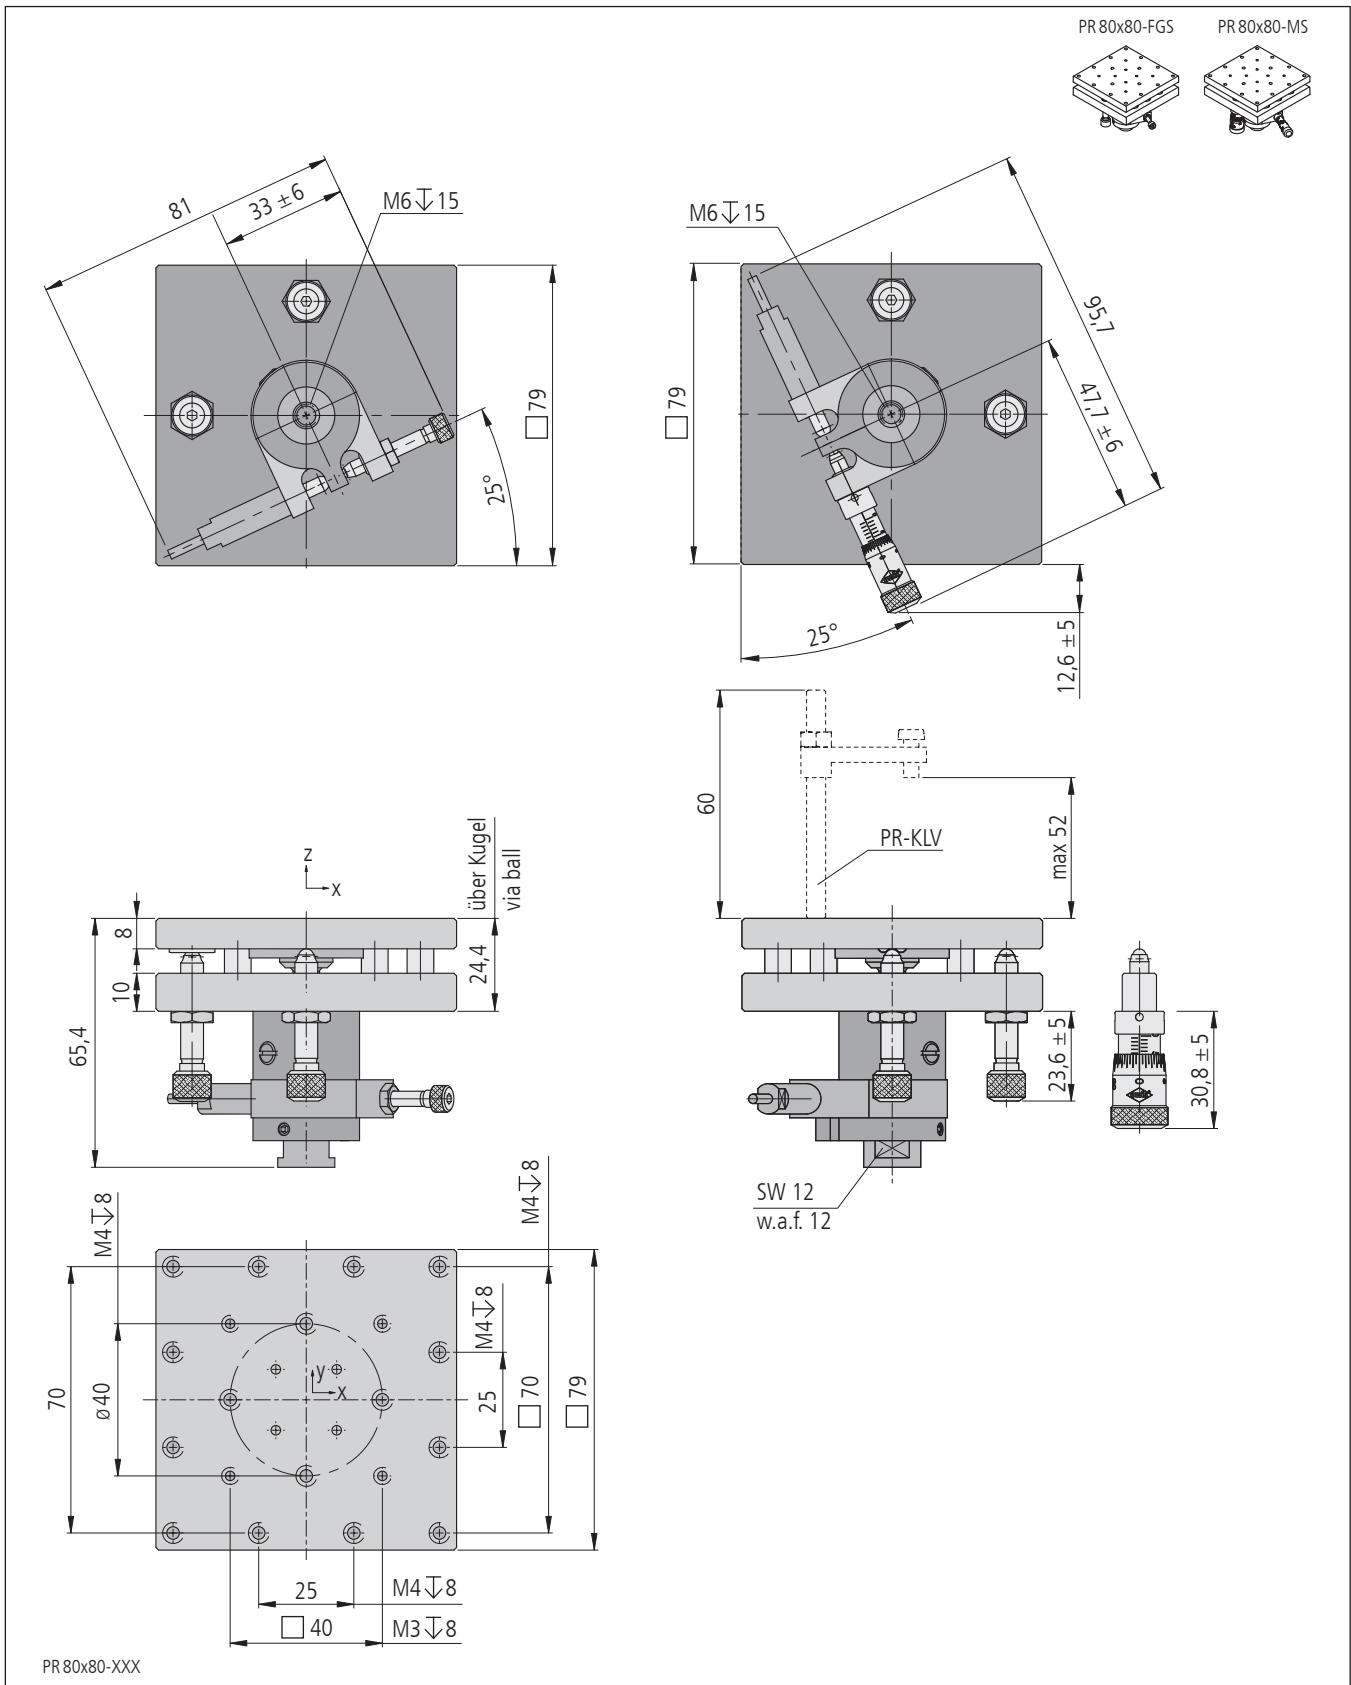 PR 80x80-FGS
PR 80x80-MS
81
33 ± 6
M6↧15
□79
25°
M6↧15
□79
95,7
47,7 ± 6
25°
12,6 ± 5
z
x
über Kugel
via ball
8
10
65,4
24,4
60
PR-KLV
max 52
23,6 ± 5
30,8 ± 5
SW 12
w.a.f. 12
M4↧8
M4↧8
M4↧8
70
ø40
y
x
25
□70
□79
25
M4↧8
□40
M3↧8
PR 80x80-XXX